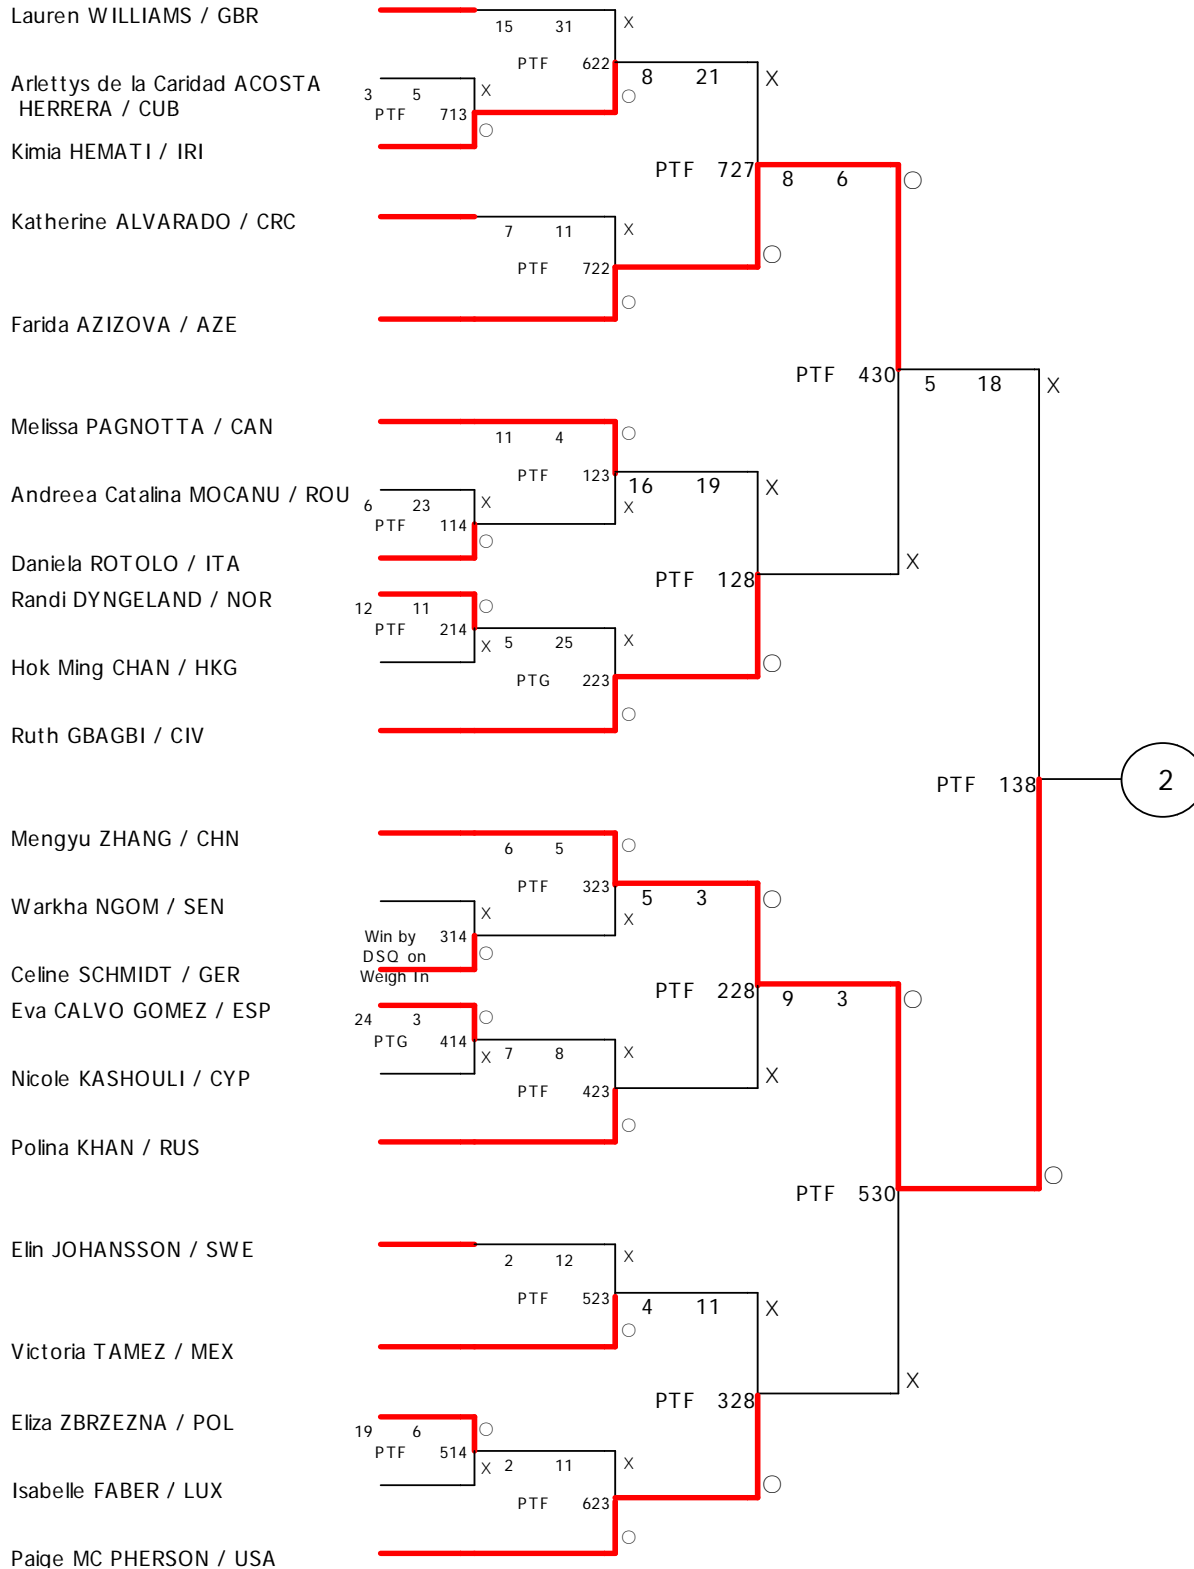 Lauren WILLIAMS / GBR
15 31 X
PTF 622
8 21 X
Arlettys de la Caridad ACOSTA
HERRERA / CUB
3 5 X
PTF 713
Kimia HEMATI / IRI
PTF 727
8 6
Katherine ALVARADO / CRC
7 11 X
PTF 722
Farida AZIZOVA / AZE
PTF 430
5 18 X
Melissa PAGNOTTA / CAN
11 4
PTF 123
16 19 X
Andreea Catalina MOCANU / ROU
6 23 X
PTF 114
X
Daniela ROTOLO / ITA
X
PTF 128
Randi DYNGELAND / NOR
12 11
PTF 214
X 5 25 X
Hok Ming CHAN / HKG
PTG 223
Ruth GBAGBI / CIV
PTF 138
2
Mengyu ZHANG / CHN
6 5
PTF 323
5 3
Warkha NGOM / SEN
X
X
Win by 314
DSQ on
Weigh In
Celine SCHMIDT / GER
PTF 228
9 3
Eva CALVO GOMEZ / ESP
24 3
PTG 414
X 7 8 X
Nicole KASHOULI / CYP
X
PTF 423
Polina KHAN / RUS
PTF 530
Elin JOHANSSON / SWE
2 12 X
PTF 523
4 11 X
Victoria TAMEZ / MEX
X
PTF 328
Eliza ZBRZEZNA / POL
19 6
PTF 514
X 2 11 X
Isabelle FABER / LUX
PTF 623
Paige MC PHERSON / USA